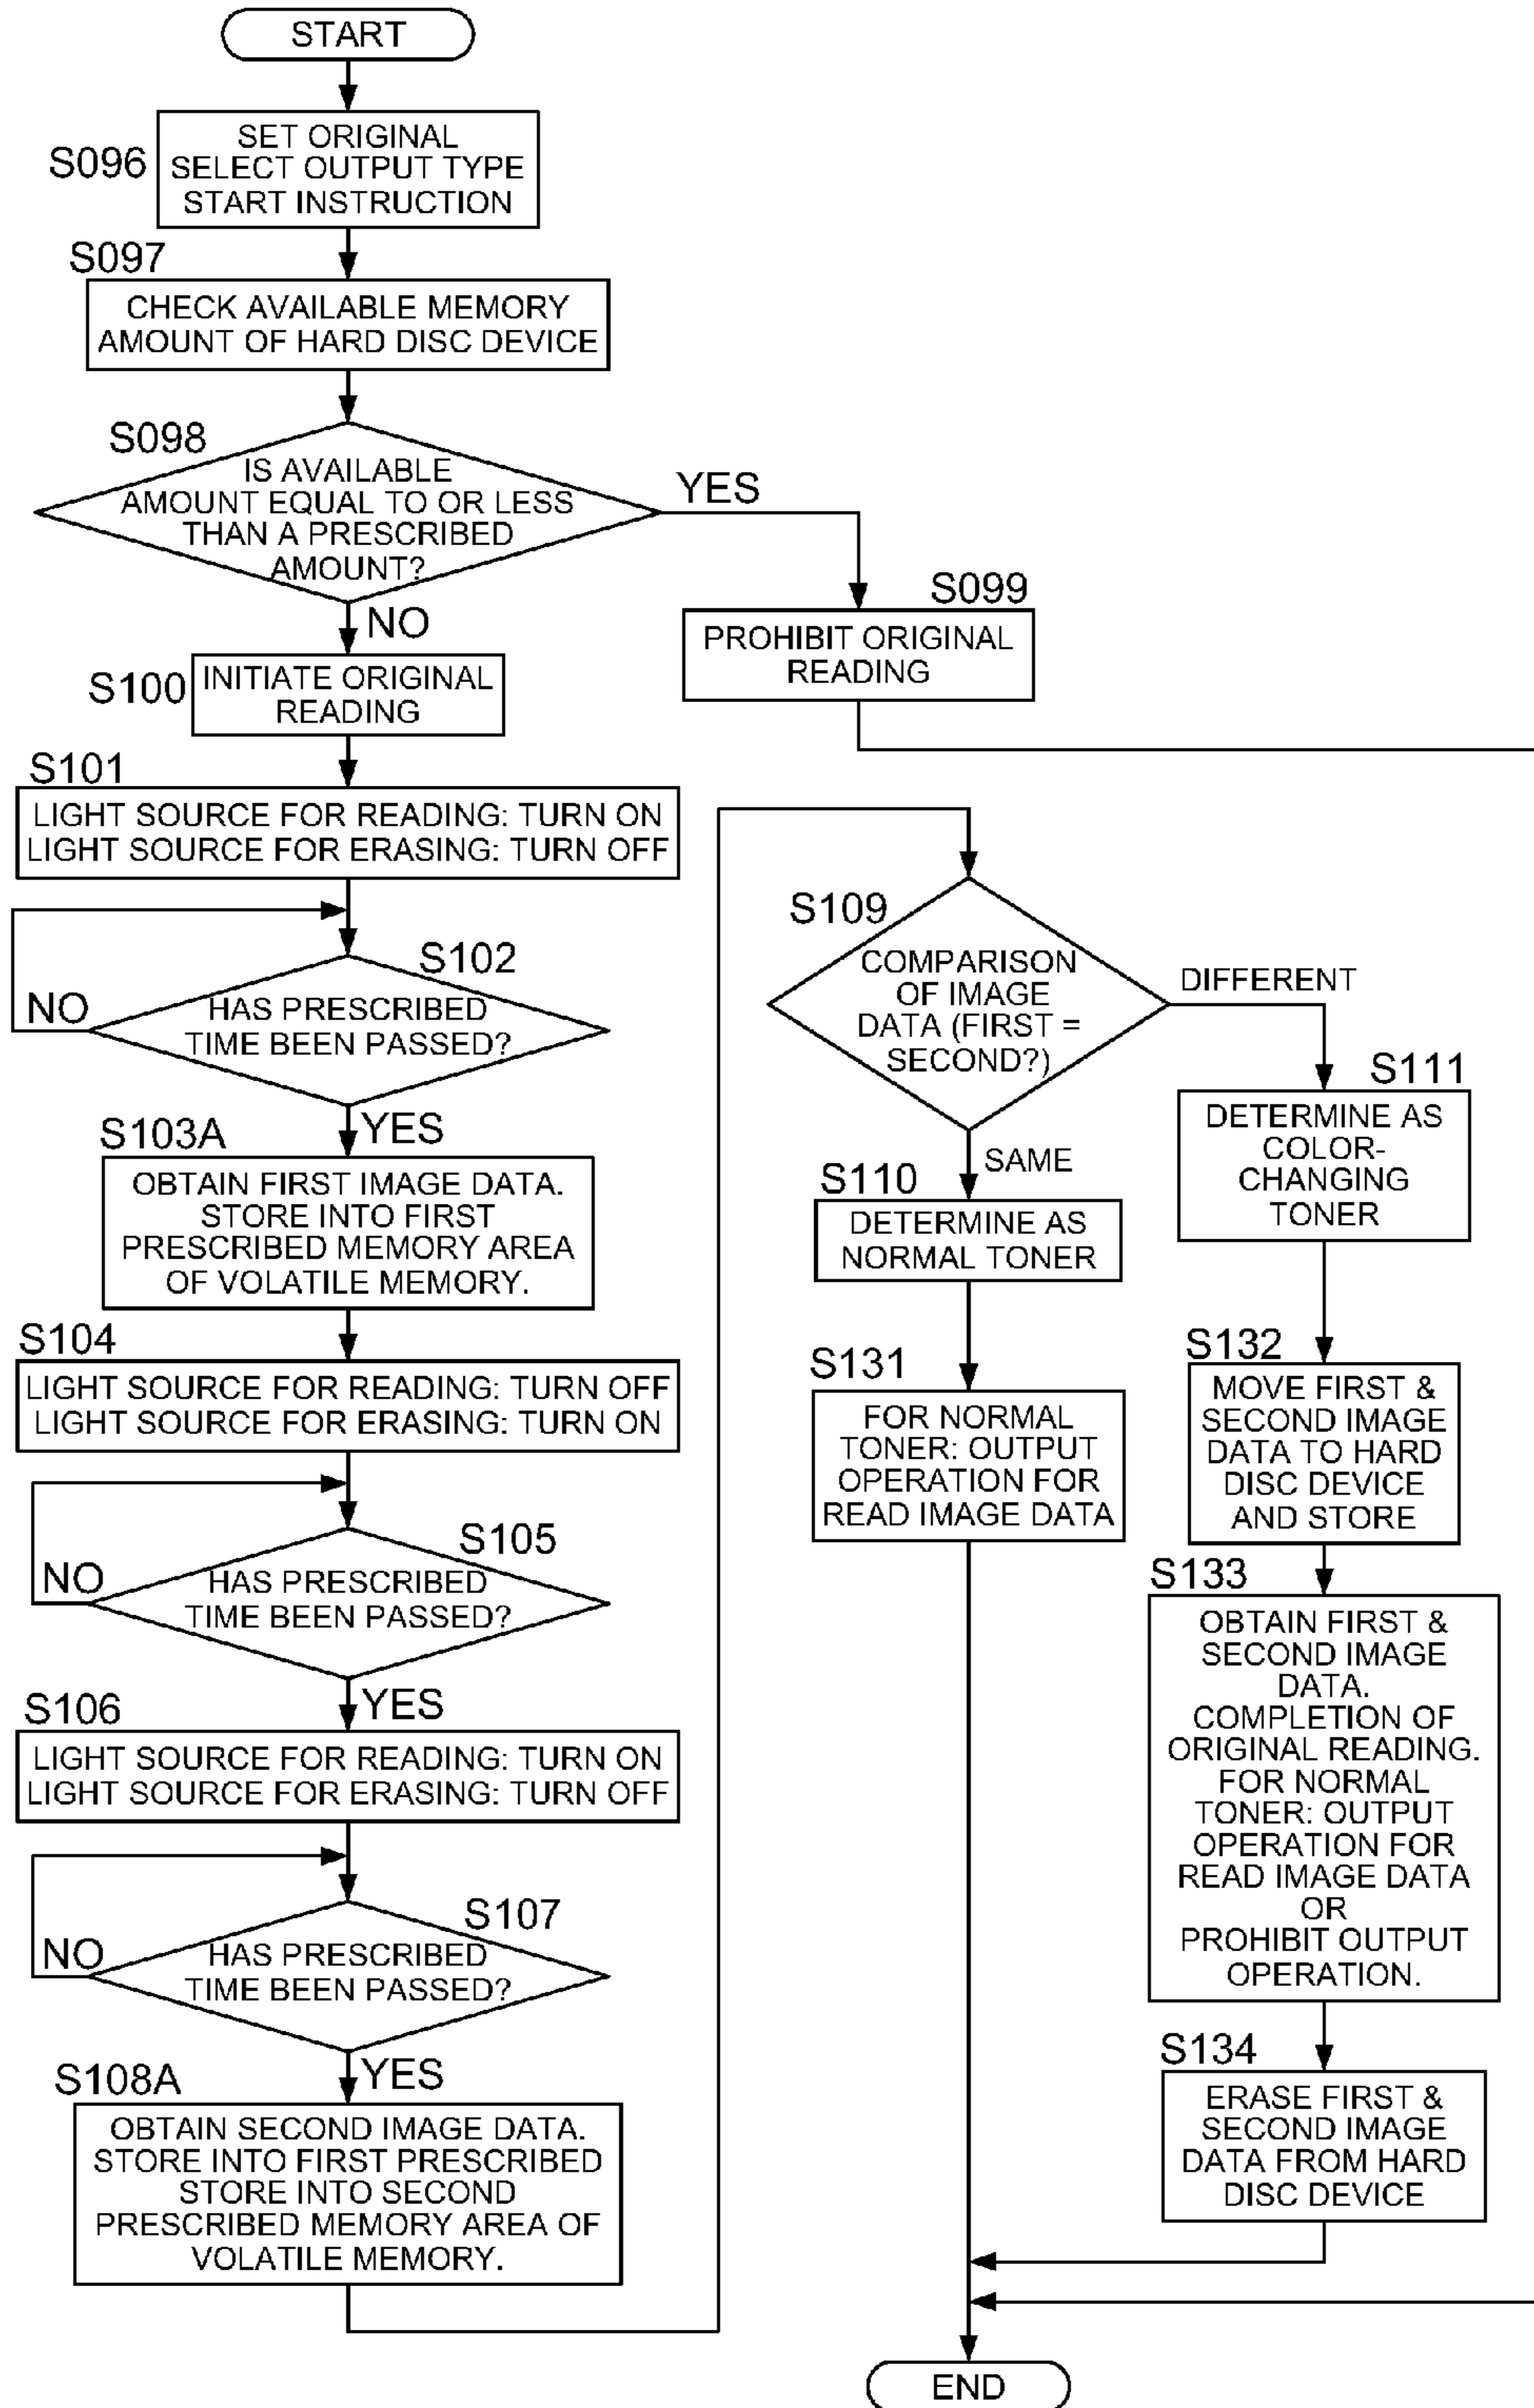 START
S096
SET ORIGINAL
SELECT OUTPUT TYPE
START INSTRUCTION
S097
CHECK AVAILABLE MEMORY
AMOUNT OF HARD DISC DEVICE
S098
IS AVAILABLE
AMOUNT EQUAL TO OR LESS
THAN A PRESCRIBED
AMOUNT?
YES
NO
S099
PROHIBIT ORIGINAL
READING
S100
INITIATE ORIGINAL
READING
S101
LIGHT SOURCE FOR READING: TURN ON
LIGHT SOURCE FOR ERASING: TURN OFF
S102
HAS PRESCRIBED
TIME BEEN PASSED?
NO
YES
S103A
OBTAIN FIRST IMAGE DATA.
STORE INTO FIRST
PRESCRIBED MEMORY AREA
OF VOLATILE MEMORY.
S104
LIGHT SOURCE FOR READING: TURN OFF
LIGHT SOURCE FOR ERASING: TURN ON
S105
HAS PRESCRIBED
TIME BEEN PASSED?
NO
YES
S106
LIGHT SOURCE FOR READING: TURN ON
LIGHT SOURCE FOR ERASING: TURN OFF
S107
HAS PRESCRIBED
TIME BEEN PASSED?
NO
YES
S108A
OBTAIN SECOND IMAGE DATA.
STORE INTO FIRST PRESCRIBED
STORE INTO SECOND
PRESCRIBED MEMORY AREA OF
VOLATILE MEMORY.
S109
COMPARISON
OF IMAGE
DATA (FIRST =
SECOND?)
DIFFERENT
SAME
S110
DETERMINE AS
NORMAL TONER
S131
FOR NORMAL
TONER: OUTPUT
OPERATION FOR
READ IMAGE DATA
S111
DETERMINE AS
COLOR-
CHANGING
TONER
S132
MOVE FIRST &
SECOND IMAGE
DATA TO HARD
DISC DEVICE
AND STORE
S133
OBTAIN FIRST &
SECOND IMAGE
DATA.
COMPLETION OF
ORIGINAL READING.
FOR NORMAL
TONER: OUTPUT
OPERATION FOR
READ IMAGE DATA
OR
PROHIBIT OUTPUT
OPERATION.
S134
ERASE FIRST &
SECOND IMAGE
DATA FROM HARD
DISC DEVICE
END